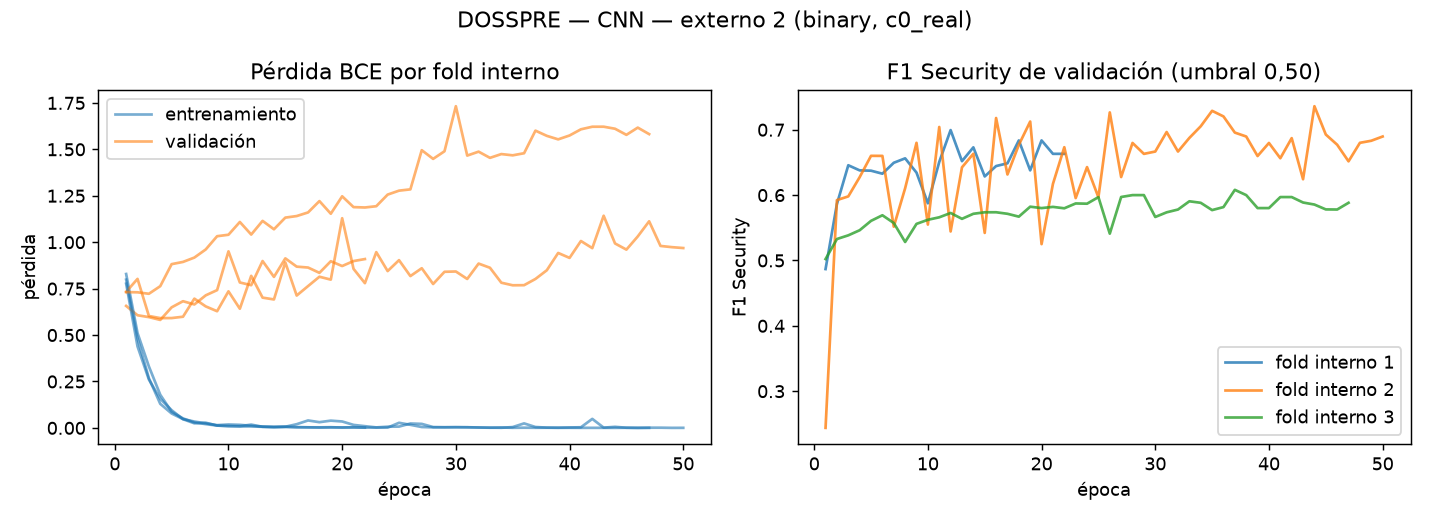 DOSSPRE — CNN — externo 2 (binary, c0_real)
Pérdida BCE por fold interno
entrenamiento
validación
pérdida
1.75
1.50
1.25
1.00
0.75
0.50
0.25
0.00
0 10 20 30 40 50
época
F1 Security de validación (umbral 0,50)
F1 Security
0.7
0.6
0.5
0.4
0.3
fold interno 1
fold interno 2
fold interno 3
0 10 20 30 40 50
época